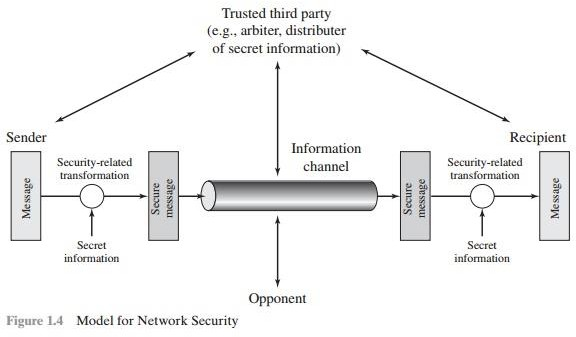 Trusted third party
(e.g., arbiter, distributer
of secret information)
Sender
Recipient
Information
channel
Security-related
transformation
Security-related
transformation
Message
Secure
message
Secure
message
Message
Secret
information
Secret
information
Opponent
Figure 1.4 Model for Network Security